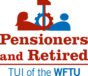 Pensioners
and Retired
TUI of the WFTU